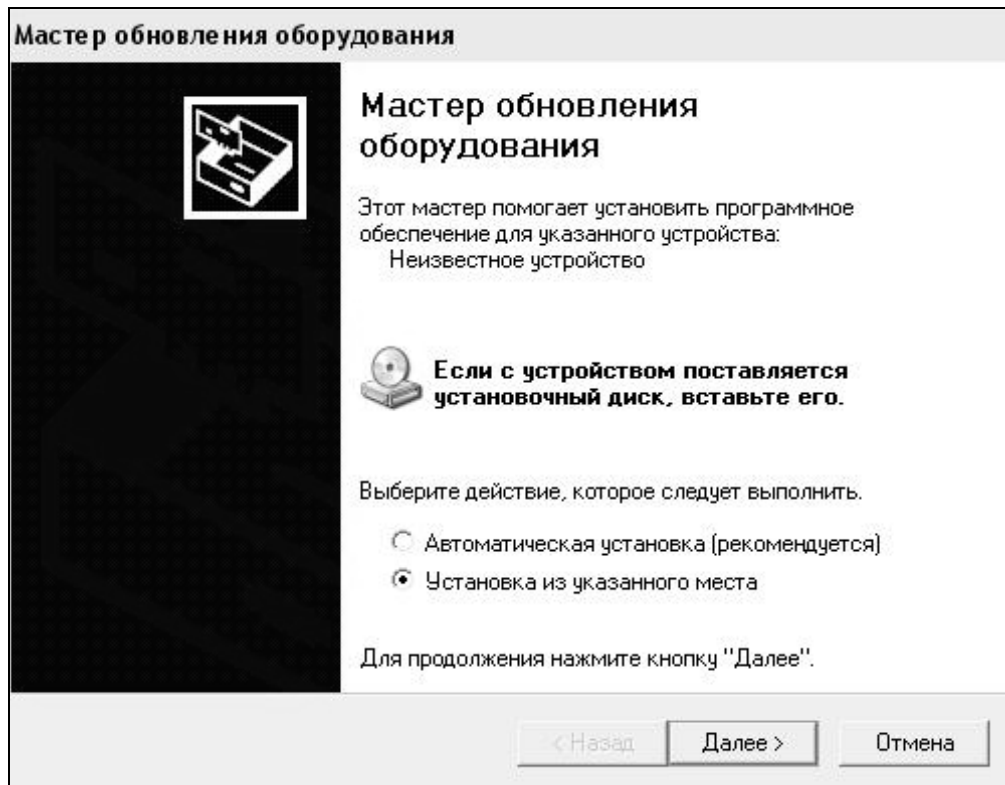 Мастер обновления оборудования
Мастер обновления
оборудования
Этот мастер помогает установить программное
обеспечение для указанного устройства:
Неизвестное устройство
Если с устройством поставляется
установочный диск, вставьте его.
Выберите действие, которое следует выполнить.
Автоматическая установка (рекомендуется)
Установка из указанного места
Для продолжения нажмите кнопку "Далее".
< Назад
Далее >
Отмена